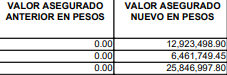 VALOR ASEGURADO VALOR ASEGURADO
ANTERIOR EN PESOS NUEVO EN PESOS
0.00 12,923,498.90
0.00 6,461,749.45
0.00 25,846,997.80